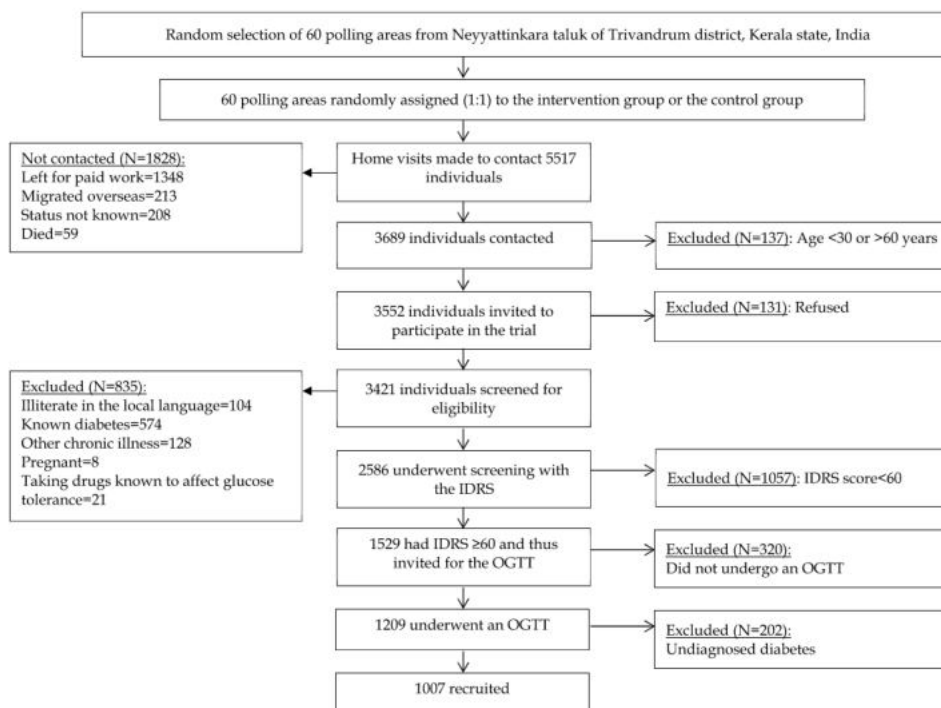 Random selection of 60 polling areas from Neyyattinkara taluk of Trivandrum district, Kerala state, India
60 polling areas randomly assigned (1:1) to the intervention group or the control group
Home visits made to contact 5517
individuals
Not contacted (N=1828):
Left for paid work=1348
Migrated overseas=213
Status not known=208
Died=59
3689 individuals contacted
Excluded (N=137): Age <30 or >60 years
3552 individuals invited to
participate in the trial
Excluded (N=131): Refused
3421 individuals screened for
eligibility
Excluded (N=835):
Illiterate in the local language=104
Known diabetes=574
Other chronic illness=128
Pregnant=8
Taking drugs known to affect glucose
tolerance=21
2586 underwent screening with
the IDRS
Excluded (N=1057): IDRS score<60
1529 had IDRS ≥60 and thus
invited for the OGTT
Excluded (N=320):
Did not undergo an OGTT
1209 underwent an OGTT
Excluded (N=202):
Undiagnosed diabetes
1007 recruited